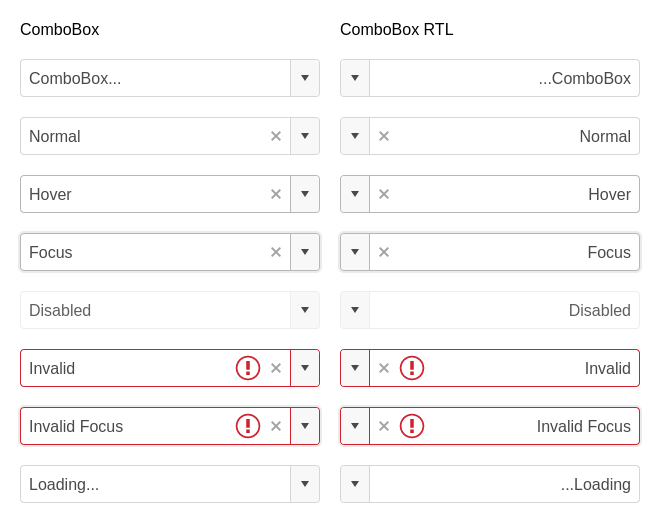 ComboBox
ComboBox RTL
ComboBox...
...ComboBox
Normal
Normal
Hover
Hover
Focus
Focus
Disabled
Disabled
Invalid
Invalid
Invalid Focus
Invalid Focus
Loading...
...Loading